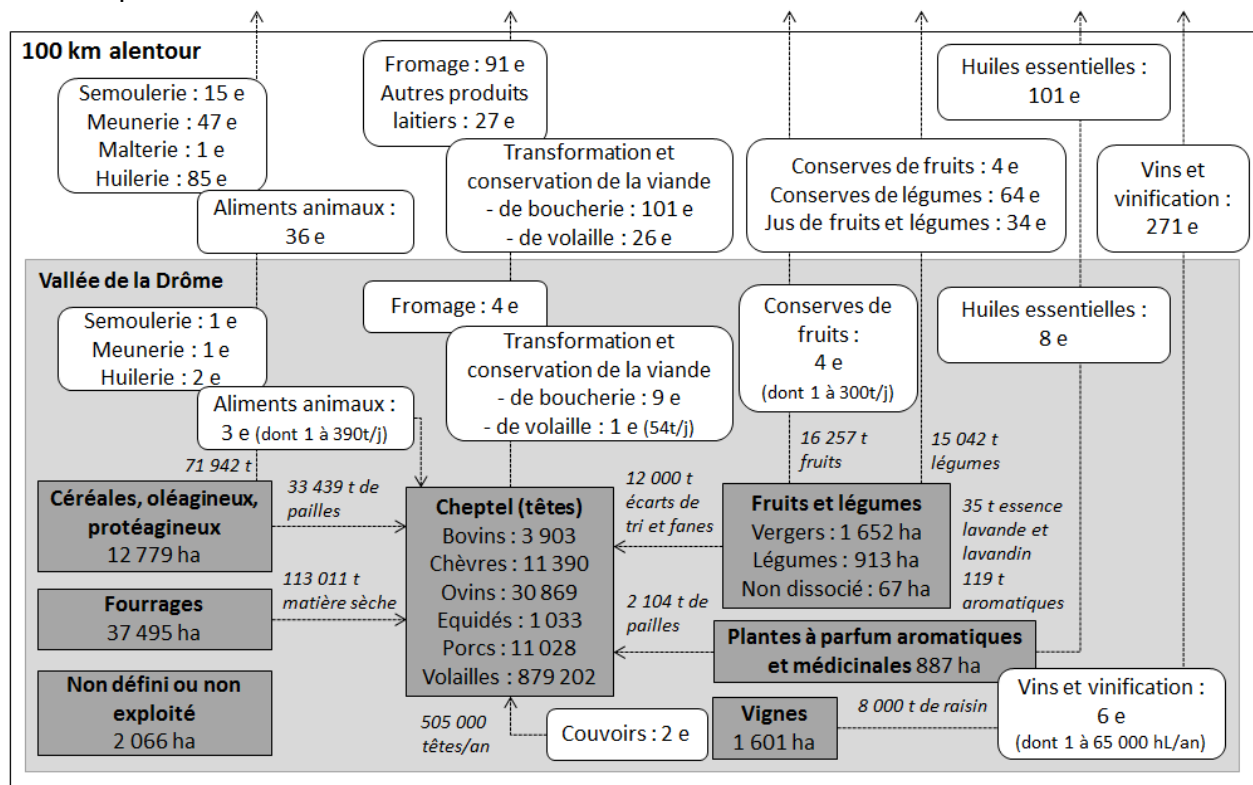 100 km alentour
Semoulerie : 15 e
Meunerie : 47 e
Malterie : 1 e
Huilerie : 85 e
Aliments animaux :
36 e
Fromage : 91 e
Autres produits
laitiers : 27 e
Transformation et
conservation de la viande
- de boucherie : 101 e
- de volaille : 26 e
Conserves de fruits : 4 e
Conserves de légumes : 64 e
Jus de fruits et légumes : 34 e
Huiles essentielles :
101 e
Vins et
vinification :
271 e
Vallée de la Drôme
Semoulerie : 1 e
Meunerie : 1 e
Huilerie : 2 e
Aliments animaux :
3 e (dont 1 à 390t/j)
Fromage : 4 e
Transformation et
conservation de la viande
- de boucherie : 9 e
- de volaille : 1 e (54t/j)
Conserves de
fruits :
4 e
(dont 1 à 300t/j)
Huiles essentielles :
8 e
71 942 t
16 257 t
fruits
15 042 t
légumes
Céréales, oléagineux,
protéagineux
12 779 ha
33 439 t de
pailles
Fourrages
37 495 ha
113 011 t
matière sèche
Non défini ou non
exploité
2 066 ha
Cheptel (têtes)
Bovins : 3 903
Chèvres : 11 390
Ovins : 30 869
Equidés : 1 033
Porcs : 11 028
Volailles : 879 202
505 000
têtes/an
Couvoirs : 2 e
12 000 t
écarts de
tri et fanes
Fruits et légumes
Vergers : 1 652 ha
Légumes : 913 ha
Non dissocié : 67 ha
35 t essence
lavande et
lavandin
119 t
aromatiques
2 104 t de
pailles
Plantes à parfum aromatiques
et médicinales 887 ha
Vignes
1 601 ha
8 000 t de raisin
Vins et vinification :
6 e
(dont 1 à 65 000 hL/an)